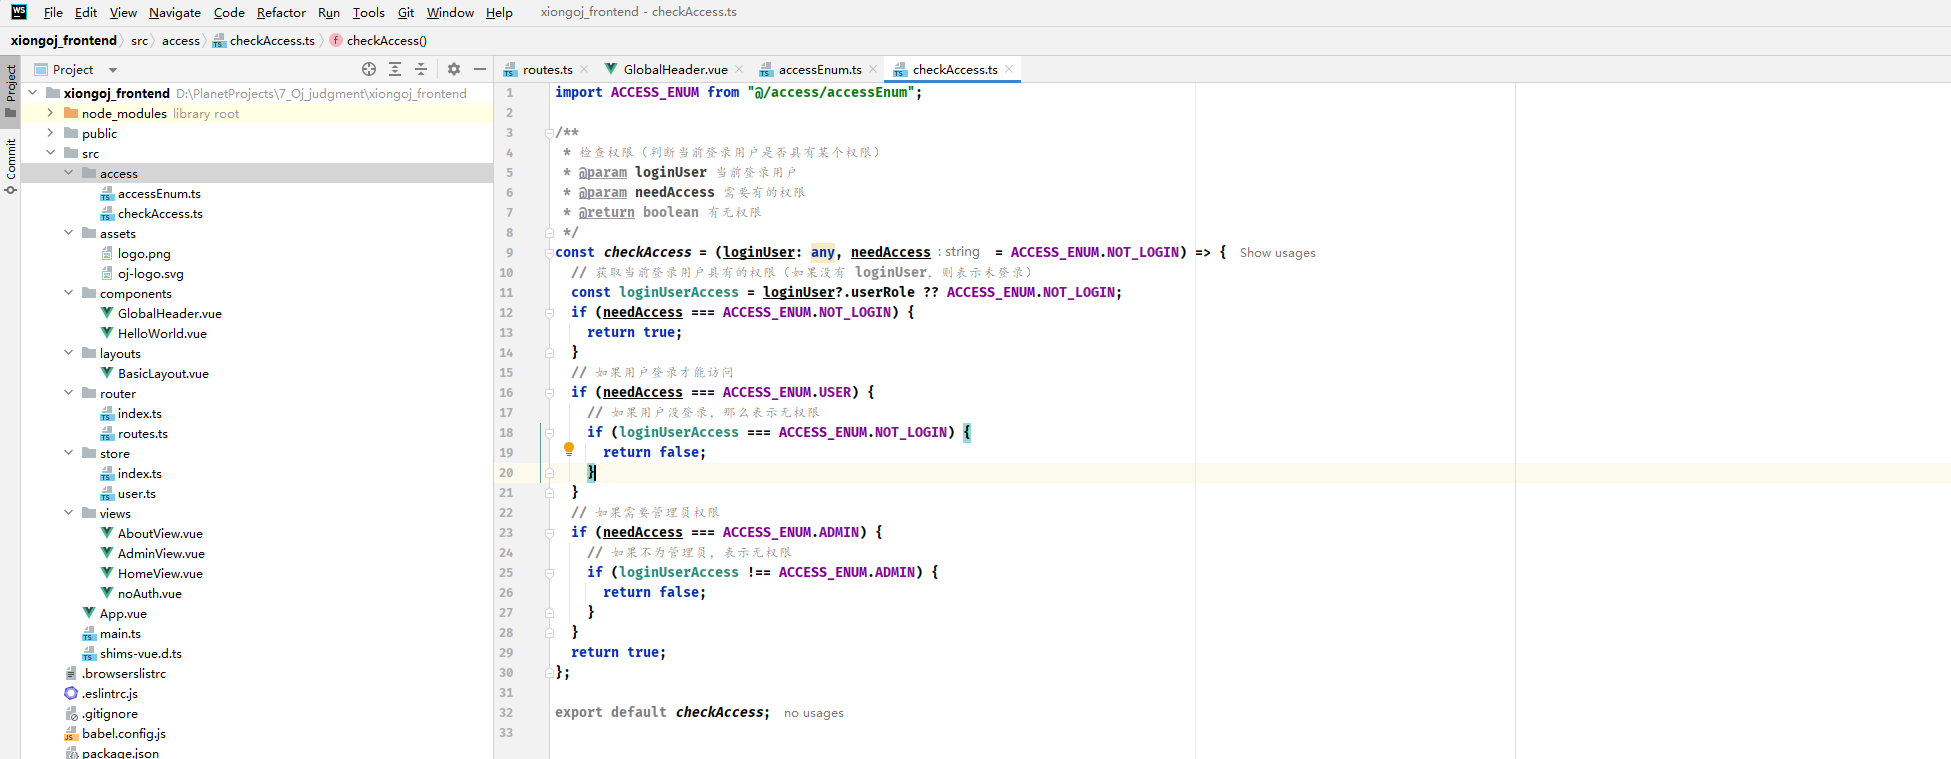 WS File Edit View Navigate Code Refactor Run Tools Git Window Help xiongoj_frontend - checkAccess.ts
xiongoj_frontend src access checkAccess.ts checkAccess()
Project
Commit
Project
xiongoj_frontend D:\PlanetProjects\7_Oj_judgment\xiongoj_frontend
node_modules library root
public
src
access
accessEnum.ts
checkAccess.ts
assets
logo.png
oj-logo.svg
components
GlobalHeader.vue
HelloWorld.vue
layouts
BasicLayout.vue
router
index.ts
routes.ts
store
index.ts
user.ts
views
AboutView.vue
AdminView.vue
HomeView.vue
noAuth.vue
App.vue
main.ts
shims-vue.d.ts
.browserslistrc
.eslintrc.js
.gitignore
babel.config.js
package.json
routes.ts GlobalHeader.vue accessEnum.ts checkAccess.ts
1 import ACCESS_ENUM from "@/access/accessEnum";
2
3 /**
4 * 检查权限（判断当前登录用户是否具有某个权限）
5 * @param loginUser 当前登录用户
6 * @param needAccess 需要有的权限
7 * @return boolean 有无权限
8 */
9 const checkAccess = (loginUser: any, needAccess : string = ACCESS_ENUM.NOT_LOGIN) => { Show usages
10 // 获取当前登录用户具有的权限（如果没有 loginUser，则表示未登录）
11 const loginUserAccess = loginUser?.userRole ?? ACCESS_ENUM.NOT_LOGIN;
12 if (needAccess === ACCESS_ENUM.NOT_LOGIN) {
13 return true;
14 }
15 // 如果用户登录才能访问
16 if (needAccess === ACCESS_ENUM.USER) {
17 // 如果用户没登录，那么表示无权限
18 if (loginUserAccess === ACCESS_ENUM.NOT_LOGIN) {
19 return false;
20 }
21 }
22 // 如果需要管理员权限
23 if (needAccess === ACCESS_ENUM.ADMIN) {
24 // 如果不为管理员，表示无权限
25 if (loginUserAccess !== ACCESS_ENUM.ADMIN) {
26 return false;
27 }
28 }
29 return true;
30 };
31
32 export default checkAccess; no usages
33